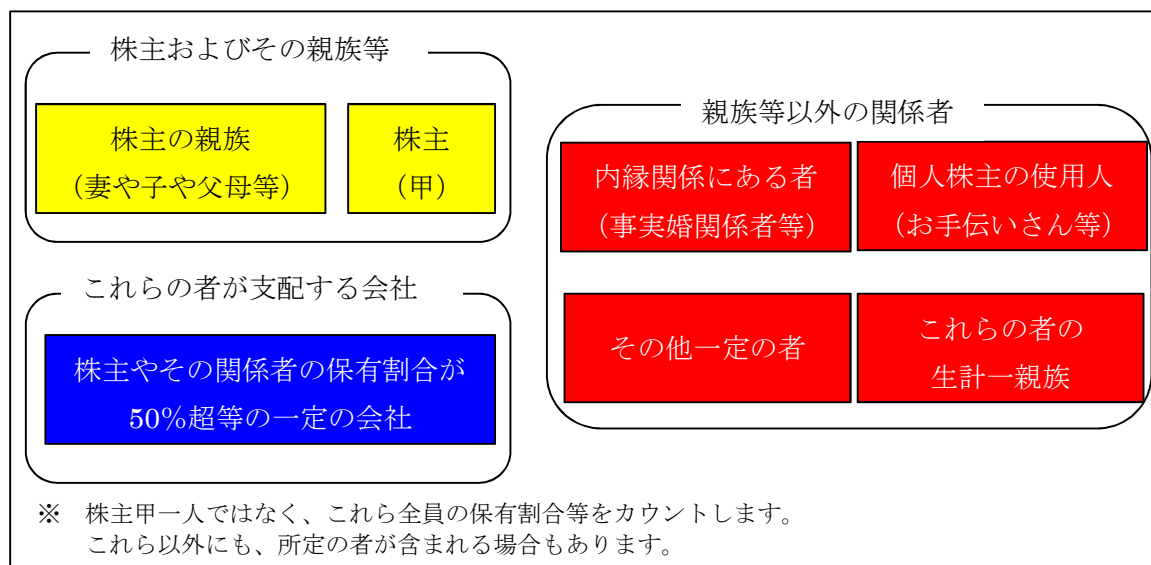 株主およびその親族等
株主の親族
（妻や子や父母等）
株主
（甲）
これらの者が支配する会社
株主やその関係者の保有割合が
50％超等の一定の会社
親族等以外の関係者
内縁関係にある者
（事実婚関係者等）
個人株主の使用人
（お手伝いさん等）
その他一定の者
これらの者の
生計一親族
※　株主甲一人ではなく、これら全員の保有割合等をカウントします。
これら以外にも、所定の者が含まれる場合もあります。